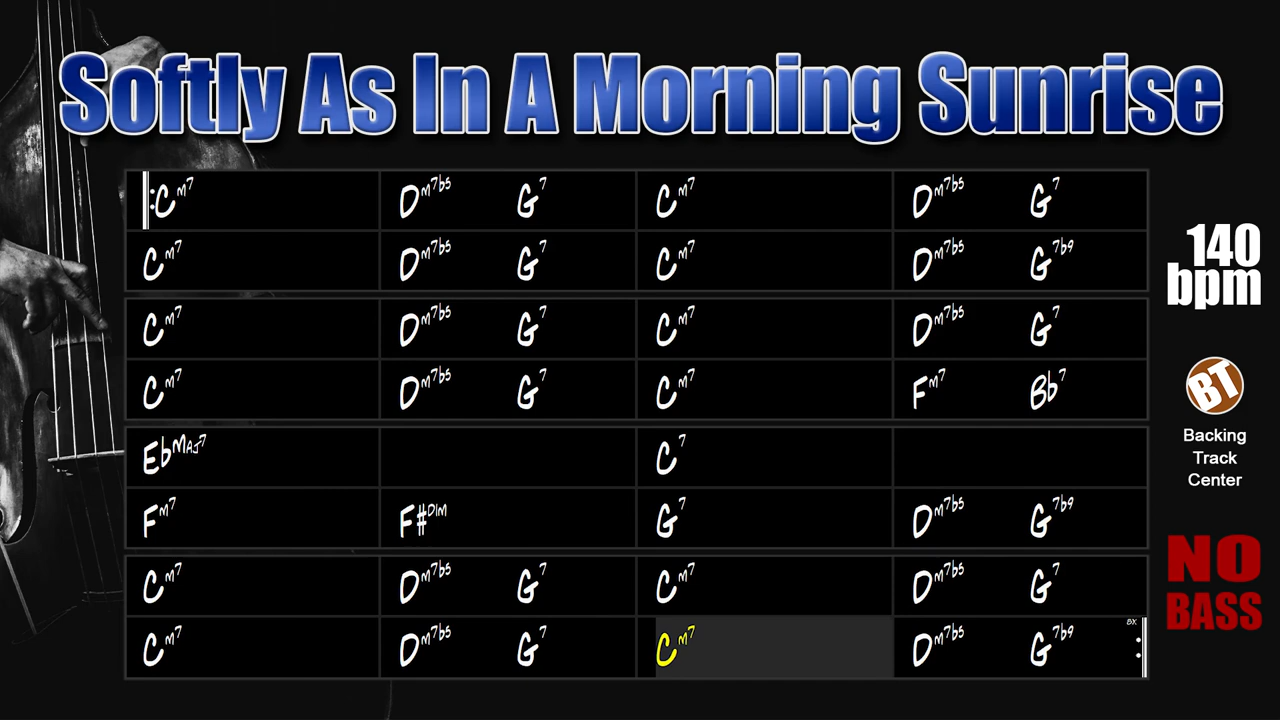 Softly As In A Morning Sunrise
Cm7 Dm7b5 G7 Cm7 Dm7b5 G7
Cm7 Dm7b5 G7 Cm7 Dm7b5 G7b9
Cm7 Dm7b5 G7 Cm7 Dm7b5 G7
Cm7 Dm7b5 G7 Cm7 Fm7 Bb7
EbMAJ7 C7
Fm7 F#DIM G7 Dm7b5 G7b9
Cm7 Dm7b5 G7 Cm7 Dm7b5 G7
Cm7 Dm7b5 G7 Cm7 Dm7b5 G7b9
140
bpm
BT
Backing
Track
Center
NO
BASS